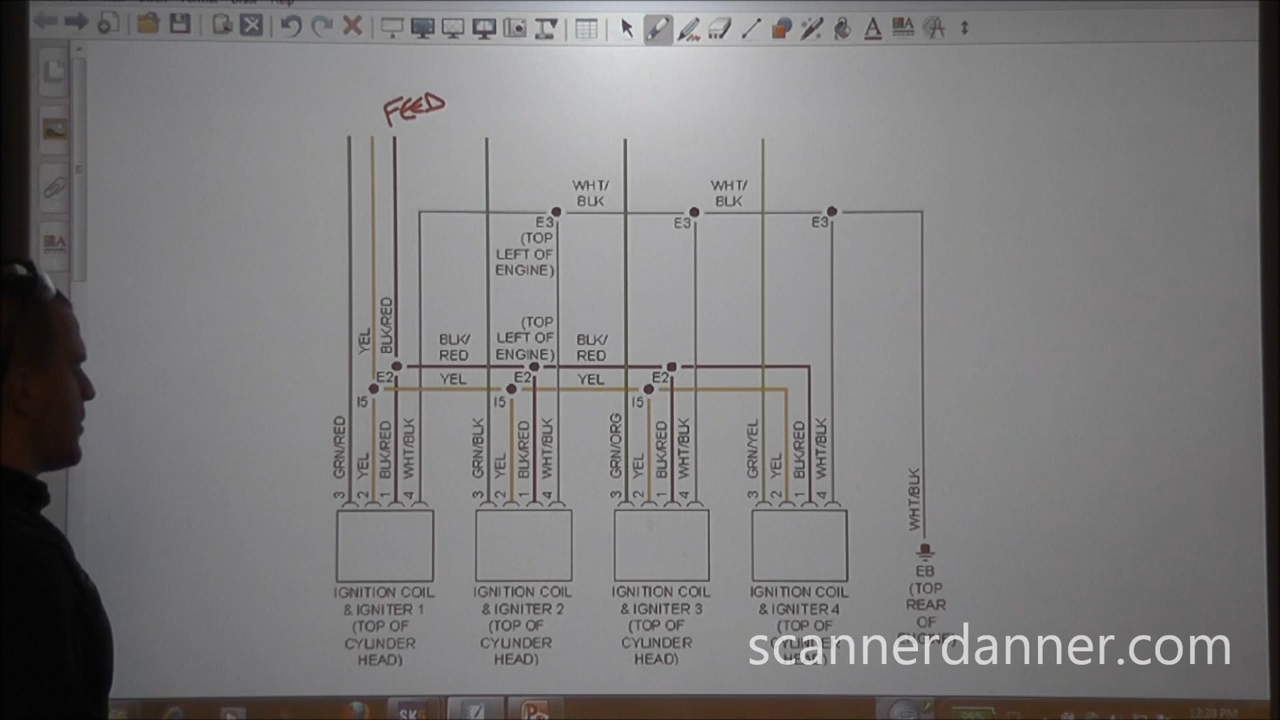 FEED
WHT/
BLK
WHT/
BLK
E3
E3
E3
(TOP
LEFT OF
ENGINE)
YEL
BLK/RED
BLK/
RED
(TOP
LEFT OF
ENGINE)
BLK/
RED
E2
YEL
E2
YEL
E2
I5
I5
I5
3 GRN/RED
2 YEL
1 BLK/RED
4 WHT/BLK
3 GRN/BLK
2 YEL
1 BLK/RED
4 WHT/BLK
3 GRN/ORG
2 YEL
1 BLK/RED
4 WHT/BLK
3 GRN/YEL
2 YEL
1 BLK/RED
4 WHT/BLK
WHT/BLK
IGNITION COIL
& IGNITER 1
(TOP OF
CYLINDER
HEAD)
IGNITION COIL
& IGNITER 2
(TOP OF
CYLINDER
HEAD)
IGNITION COIL
& IGNITER 3
(TOP OF
CYLINDER
HEAD)
IGNITION COIL
& IGNITER 4
(TOP OF
CYLINDER
HEAD)
EB
(TOP
REAR
OF
ENGINE)
scannerdanner.com